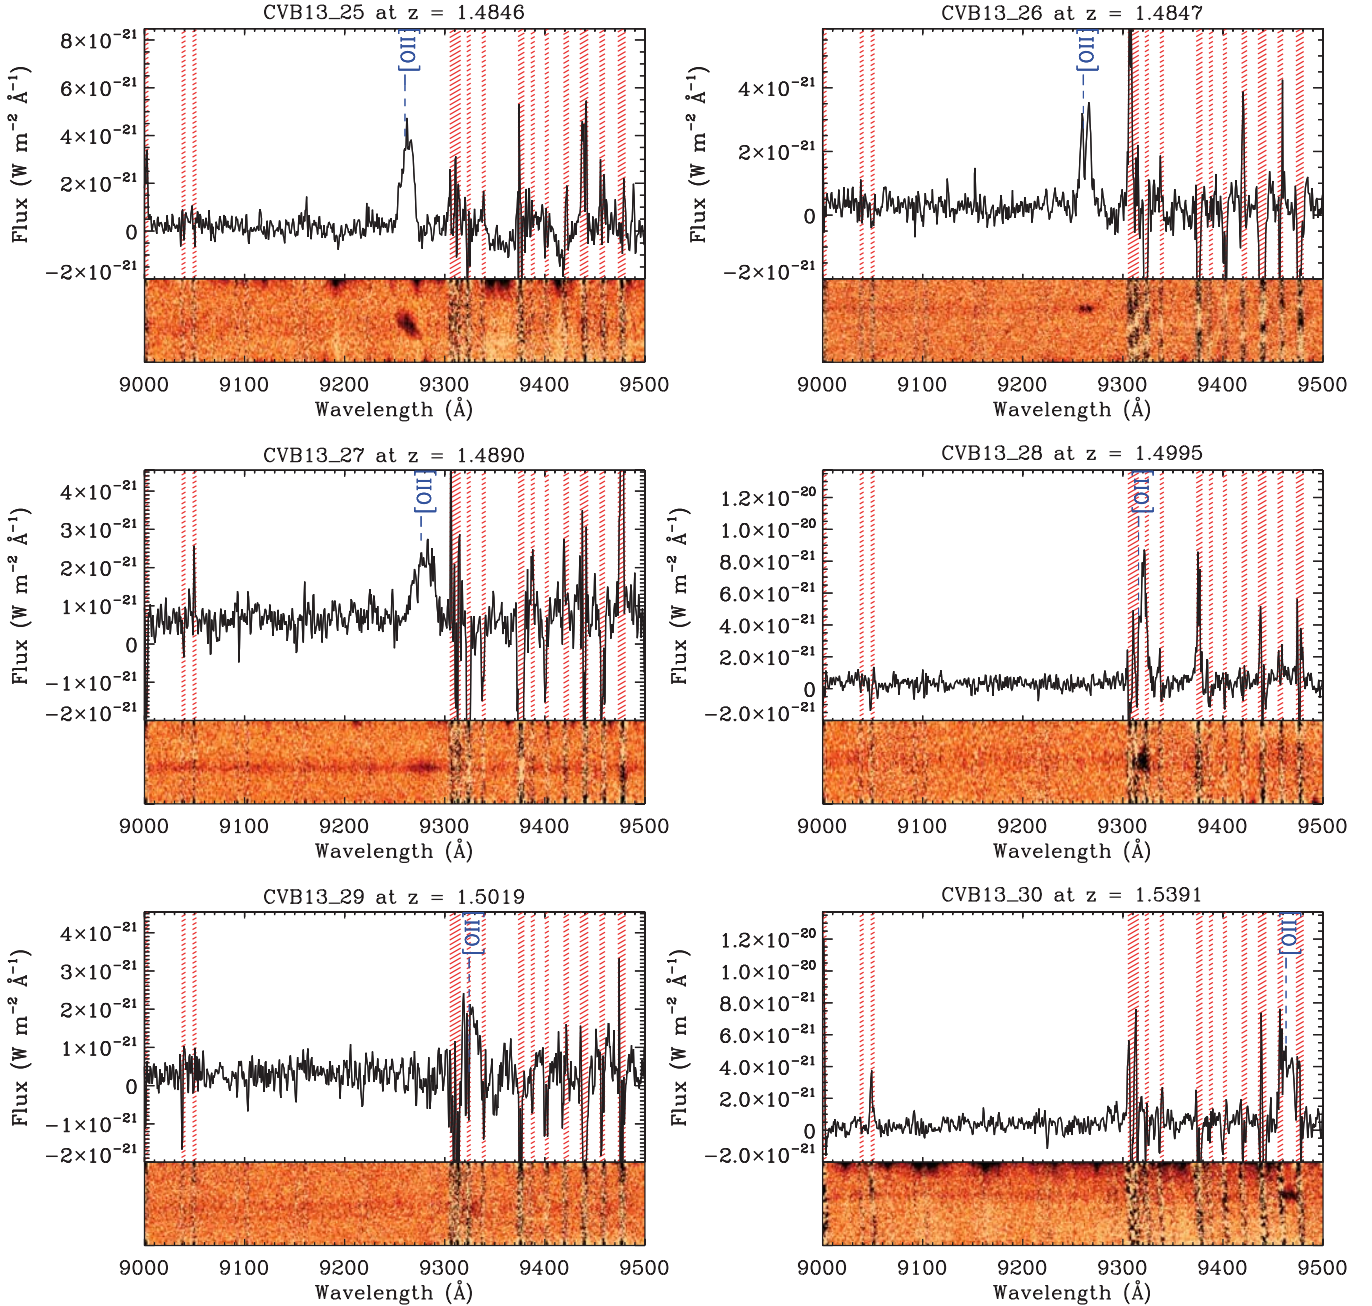 CVB13_25 at z = 1.4846
[OII]
8×10⁻²¹
6×10⁻²¹
4×10⁻²¹
2×10⁻²¹
0
−2×10⁻²¹
Flux (W m⁻² Å⁻¹)
9000 9100 9200 9300 9400 9500
Wavelength (Å)
CVB13_26 at z = 1.4847
[OII]
4×10⁻²¹
2×10⁻²¹
0
−2×10⁻²¹
Flux (W m⁻² Å⁻¹)
9000 9100 9200 9300 9400 9500
Wavelength (Å)
CVB13_27 at z = 1.4890
[OII]
4×10⁻²¹
3×10⁻²¹
2×10⁻²¹
1×10⁻²¹
0
−1×10⁻²¹
−2×10⁻²¹
Flux (W m⁻² Å⁻¹)
9000 9100 9200 9300 9400 9500
Wavelength (Å)
CVB13_28 at z = 1.4995
[OII]
1.2×10⁻²⁰
1.0×10⁻²⁰
8.0×10⁻²¹
6.0×10⁻²¹
4.0×10⁻²¹
2.0×10⁻²¹
0
−2.0×10⁻²¹
Flux (W m⁻² Å⁻¹)
9000 9100 9200 9300 9400 9500
Wavelength (Å)
CVB13_29 at z = 1.5019
[OII]
4×10⁻²¹
3×10⁻²¹
2×10⁻²¹
1×10⁻²¹
0
−1×10⁻²¹
−2×10⁻²¹
Flux (W m⁻² Å⁻¹)
9000 9100 9200 9300 9400 9500
Wavelength (Å)
CVB13_30 at z = 1.5391
[OII]
1.2×10⁻²⁰
1.0×10⁻²⁰
8.0×10⁻²¹
6.0×10⁻²¹
4.0×10⁻²¹
2.0×10⁻²¹
0
−2.0×10⁻²¹
Flux (W m⁻² Å⁻¹)
9000 9100 9200 9300 9400 9500
Wavelength (Å)